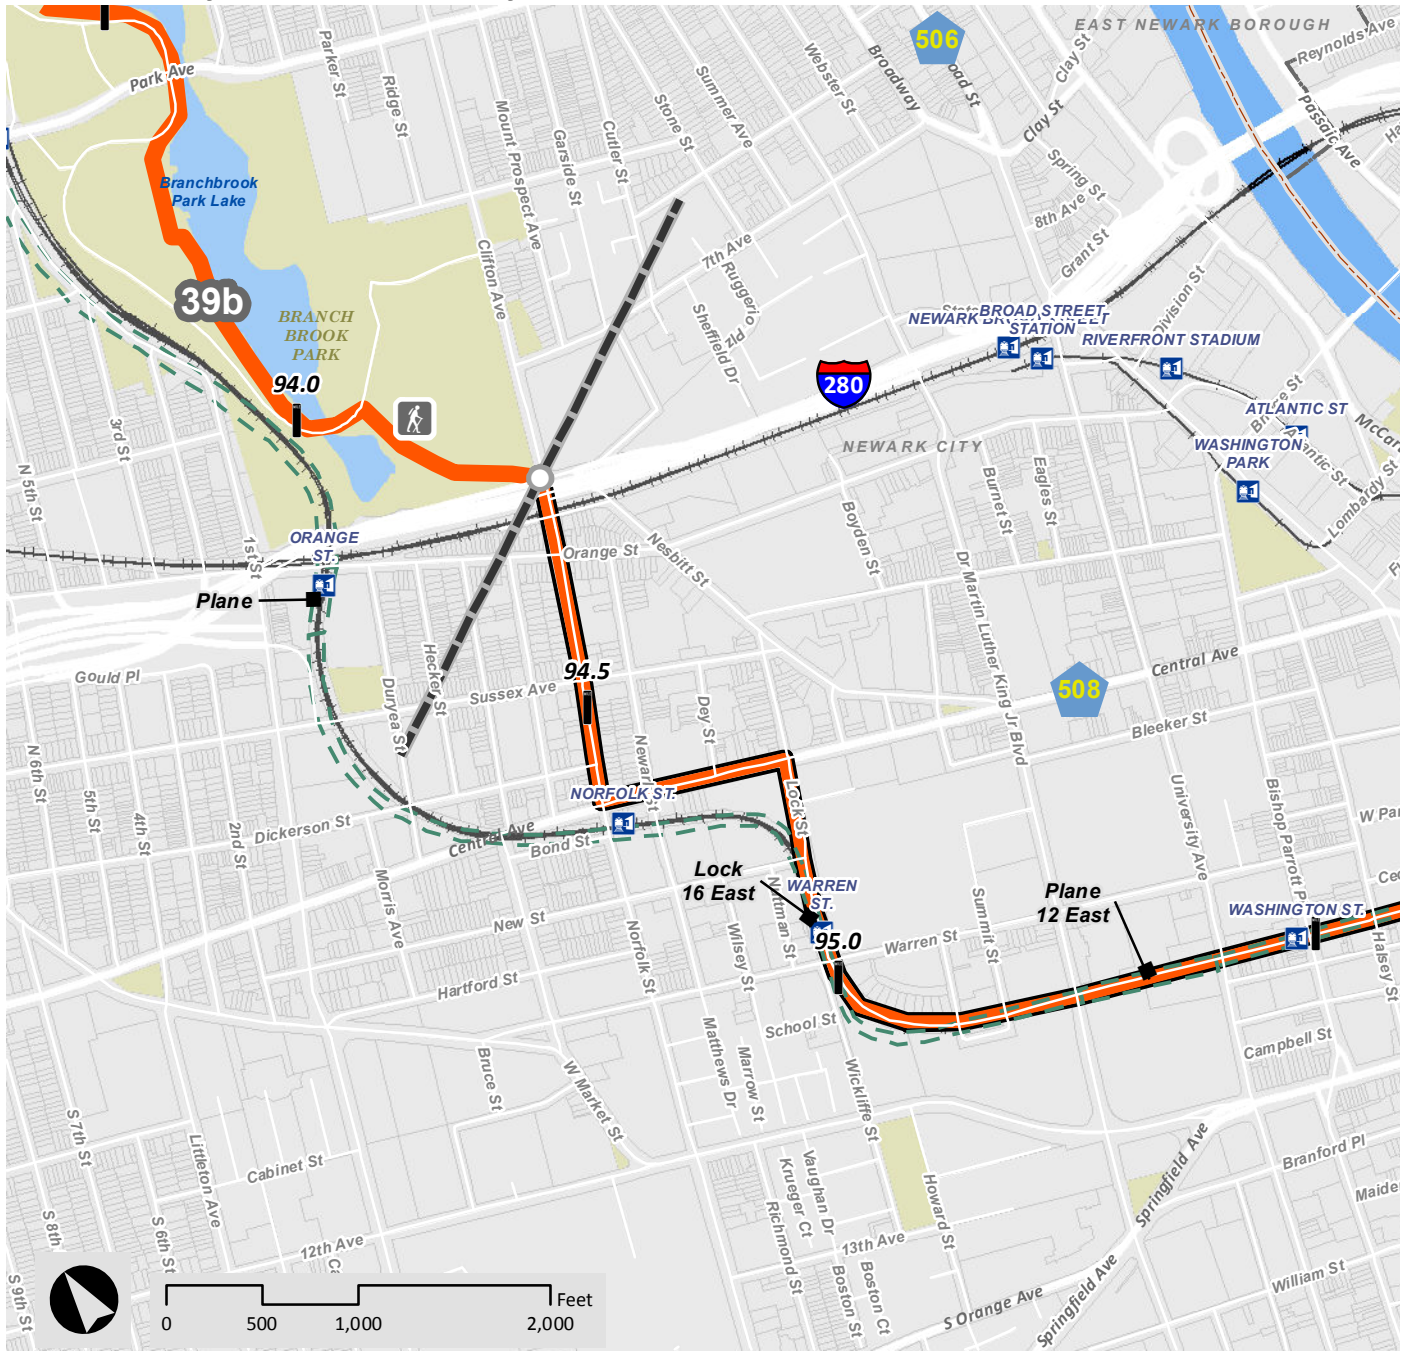 EAST NEWARK BOROUGH
506
Parker St
Park Ave
Ridge St
Mount Prospect Ave
Garside St
Cutler St
Stone St
Summer Ave
Webster St
Broadway
Clay St
Clay St
Reynolds Ave
Passaic Ave
Spring St
8th Ave
Grant St
Branchbrook
Park Lake
Clifton Ave
7th Ave
Ruggerio
Sheffield Dr
Division St
39b
BRANCH
BROOK
PARK
BROAD STREET
STATION
RIVERFRONT STADIUM
94.0
280
NEWARK CITY
ATLANTIC ST
WASHINGTON
PARK
Bridge St
Atlantic St
Lombardy St
3rd St
N 5th St
1st St
ORANGE
ST.
Orange St
Nesbitt St
Boyden St
Burnet St
Eagles St
Dr Martin Luther King Jr Blvd
Plane
Gould Pl
Duryea St
Hecker St
Sussex Ave
94.5
Dey St
508
Central Ave
Bleeker St
N 6th St
5th St
4th St
2nd St
Dickerson St
Central Ave
Bond St
NORFOLK ST.
Lock St
University Ave
Lock
16 East
WARREN
ST.
95.0
Plane
12 East
WASHINGTON ST.
Morris Ave
New St
Hartford St
Norfolk St
Wilsey St
Nuttman St
Warren St
Summit St
Halsey St
School St
Campbell St
Bruce St
W Market St
Matthews Dr
Marrow St
Wickliffe St
S 7th St
Littleton Ave
Cabinet St
Vaughan Dr
Krueger Ct
Richmond St
Howard St
Springfield Ave
Branford Pl
S 8th
S 6th St
12th Ave
13th Ave
Boston St
Boston Ct
S 9th St
S Orange Ave
Springfield Ave
William St
0 500 1,000 2,000
Feet